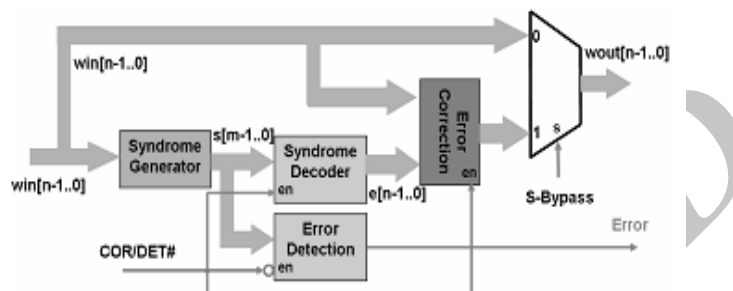 0
wout[n-1..0]
win[n-1..0]
Error
Correction
s[m-1..0]
1
s
Syndrome
Generator
Syndrome
Decoder
en
en
win[n-1..0]
e[n-1..0]
S-Bypass
Error
Detection
Error
COR/DET#
en